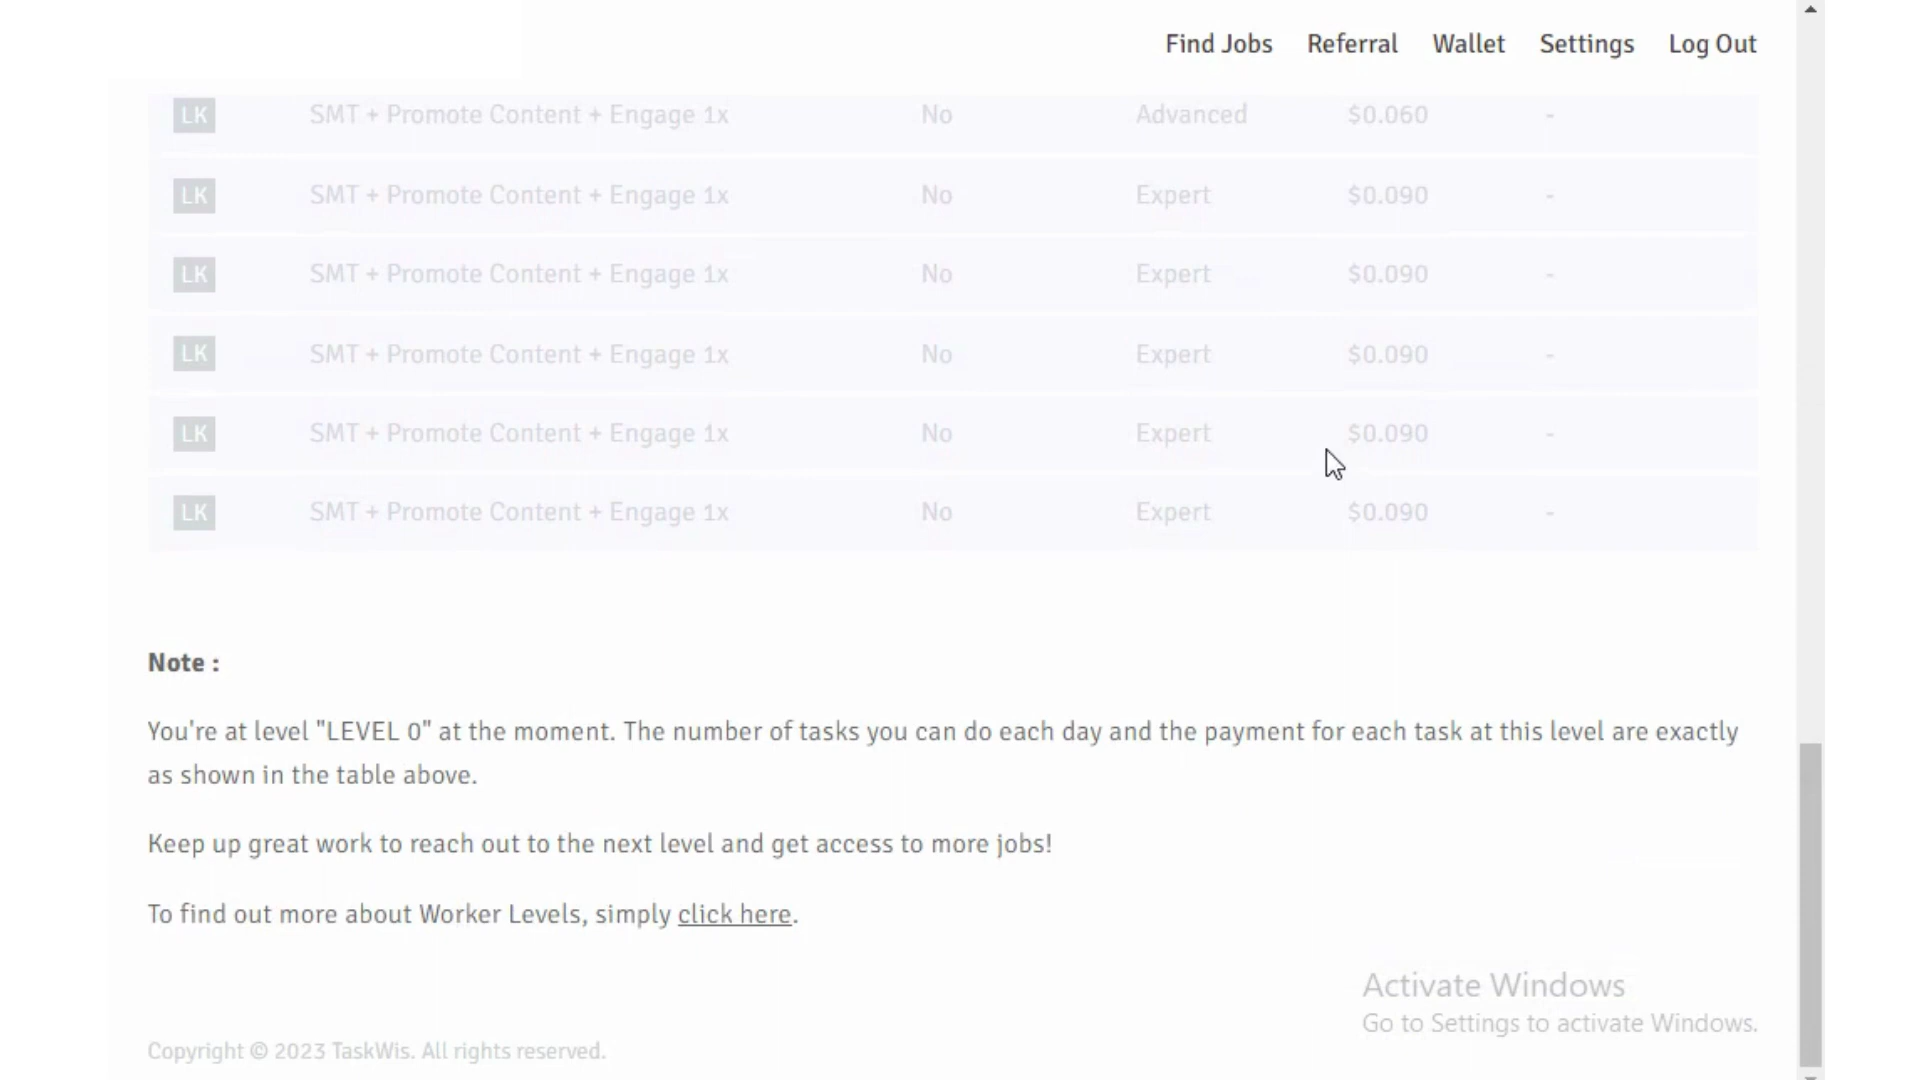 Find Jobs Referral Wallet Settings Log Out
LK SMT + Promote Content + Engage 1x No Advanced $0.060 -
LK SMT + Promote Content + Engage 1x No Expert $0.090 -
LK SMT + Promote Content + Engage 1x No Expert $0.090 -
LK SMT + Promote Content + Engage 1x No Expert $0.090 -
LK SMT + Promote Content + Engage 1x No Expert $0.090 -
LK SMT + Promote Content + Engage 1x No Expert $0.090 -
Note :
You're at level "LEVEL 0" at the moment. The number of tasks you can do each day and the payment for each task at this level are exactly
as shown in the table above.
Keep up great work to reach out to the next level and get access to more jobs!
To find out more about Worker Levels, simply click here.
Activate Windows
Go to Settings to activate Windows.
Copyright © 2023 TaskWis. All rights reserved.